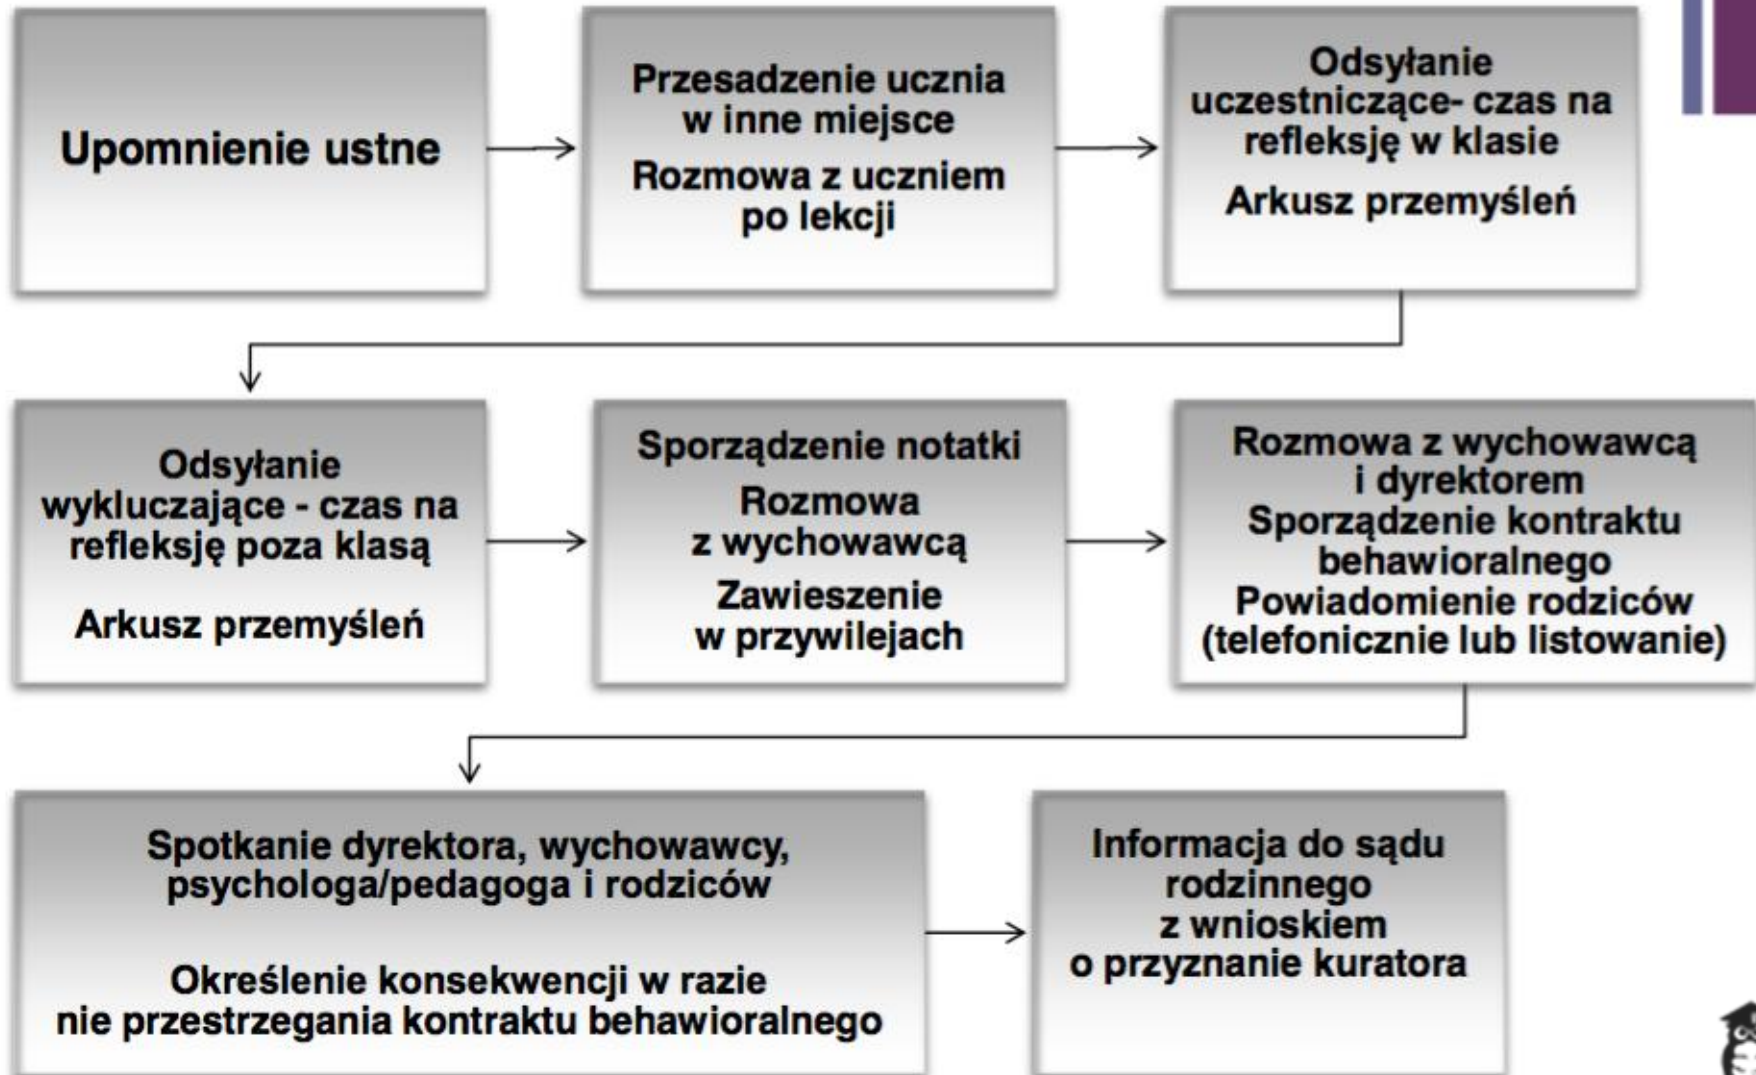 Upomnienie ustne
Przesadzenie ucznia
w inne miejsce
Rozmowa z uczniem
po lekcji
Odsyłanie
uczestniczące- czas na
refleksję w klasie
Arkusz przemyśleń
Odsyłanie
wykluczające - czas na
refleksję poza klasą
Arkusz przemyśleń
Sporządzenie notatki
Rozmowa
z wychowawcą
Zawieszenie
w przywilejach
Rozmowa z wychowawcą
i dyrektorem
Sporządzenie kontraktu
behawioralnego
Powiadomienie rodziców
(telefonicznie lub listowanie)
Spotkanie dyrektora, wychowawcy,
psychologa/pedagoga i rodziców
Określenie konsekwencji w razie
nie przestrzegania kontraktu behawioralnego
Informacja do sądu
rodzinnego
z wnioskiem
o przyznanie kuratora